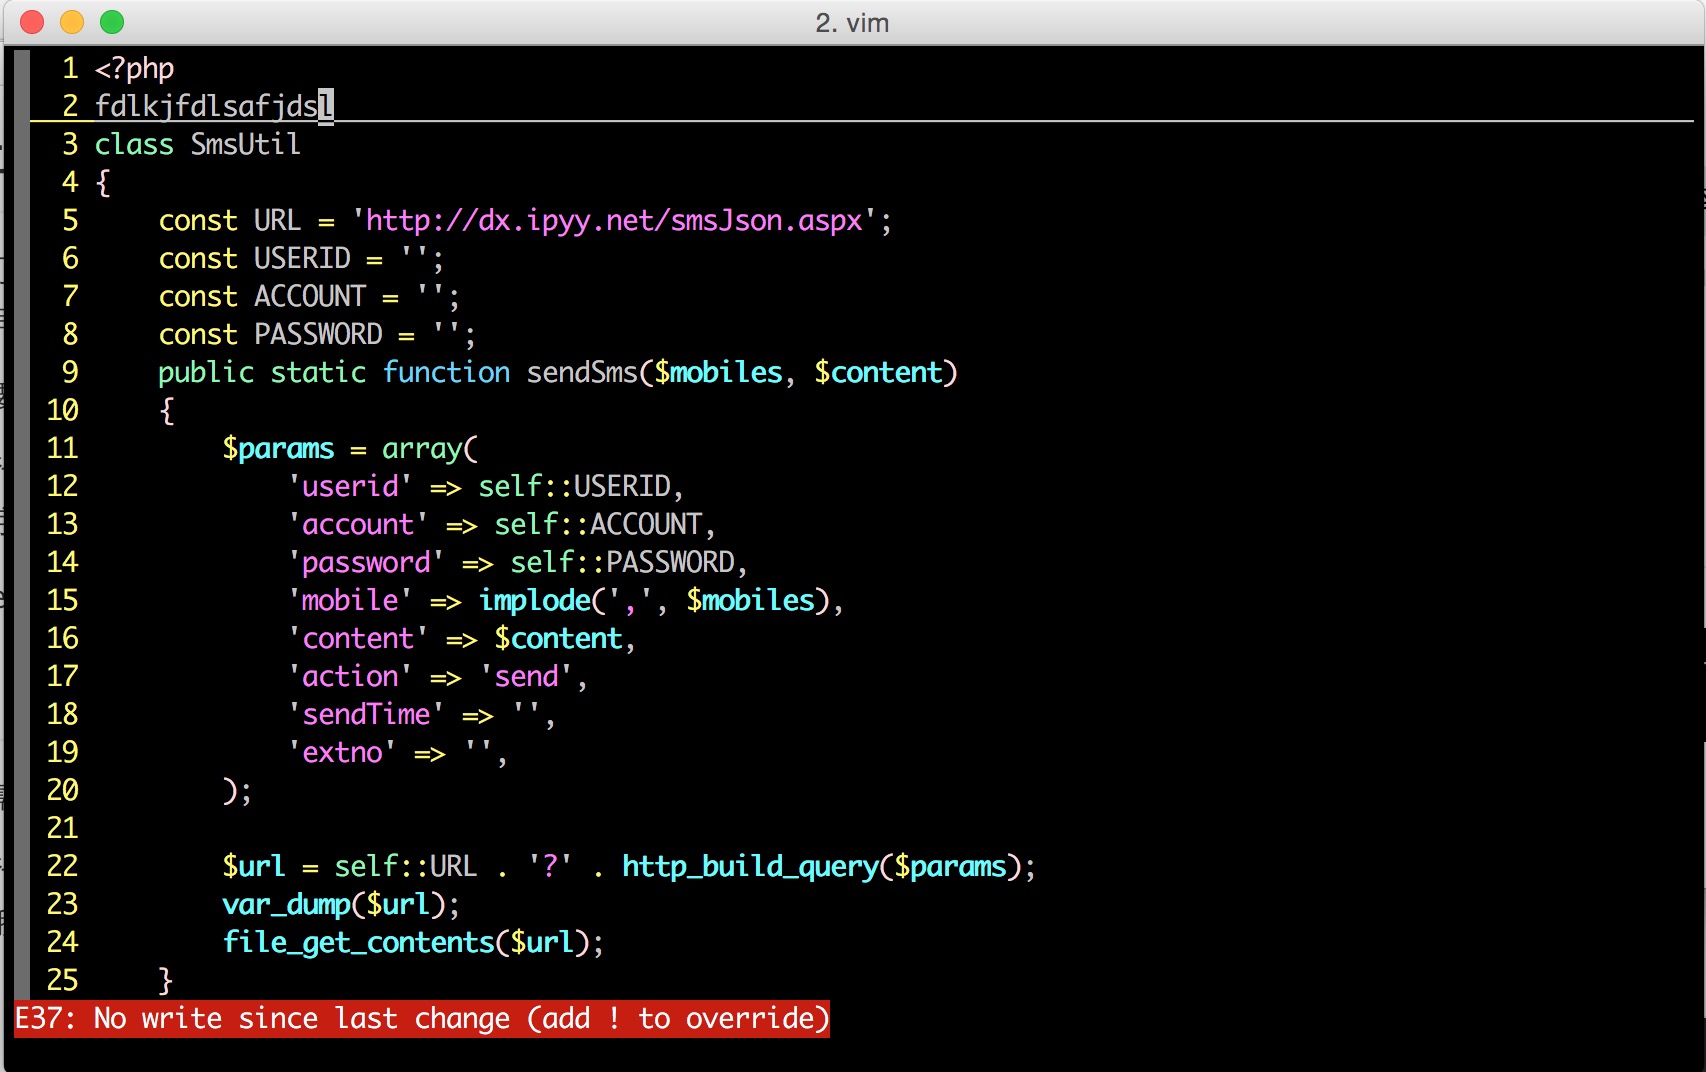 2. vim
1 <?php
2 fdlkjfdlsafjdsl
3 class SmsUtil
4 {
5     const URL = 'http://dx.ipyy.net/smsJson.aspx';
6     const USERID = '';
7     const ACCOUNT = '';
8     const PASSWORD = '';
9     public static function sendSms($mobiles, $content)
10     {
11         $params = array(
12             'userid' => self::USERID,
13             'account' => self::ACCOUNT,
14             'password' => self::PASSWORD,
15             'mobile' => implode(',', $mobiles),
16             'content' => $content,
17             'action' => 'send',
18             'sendTime' => '',
19             'extno' => '',
20         );
21
22         $url = self::URL . '?' . http_build_query($params);
23         var_dump($url);
24         file_get_contents($url);
25     }
E37: No write since last change (add ! to override)